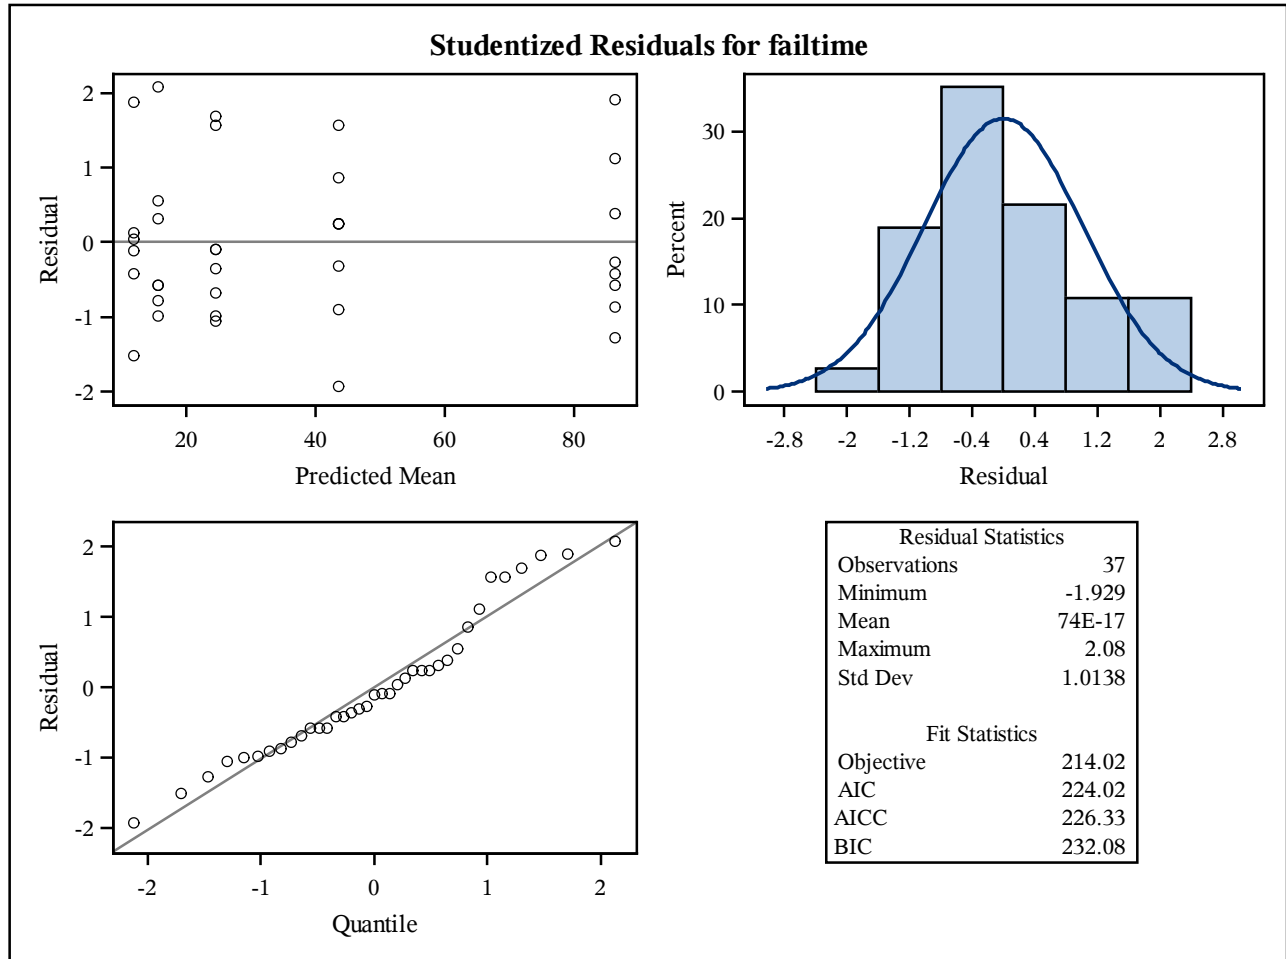 Studentized Residuals for failtime
2
1
0
-1
-2
Residual
20 40 60 80
Predicted Mean
30
20
10
0
Percent
-2.8 -2 -1.2 -0.4 0.4 1.2 2 2.8
Residual
2
1
0
-1
-2
Residual
-2 -1 0 1 2
Quantile
Residual Statistics
Observations 37
Minimum -1.929
Mean 74E-17
Maximum 2.08
Std Dev 1.0138
Fit Statistics
Objective 214.02
AIC 224.02
AICC 226.33
BIC 232.08